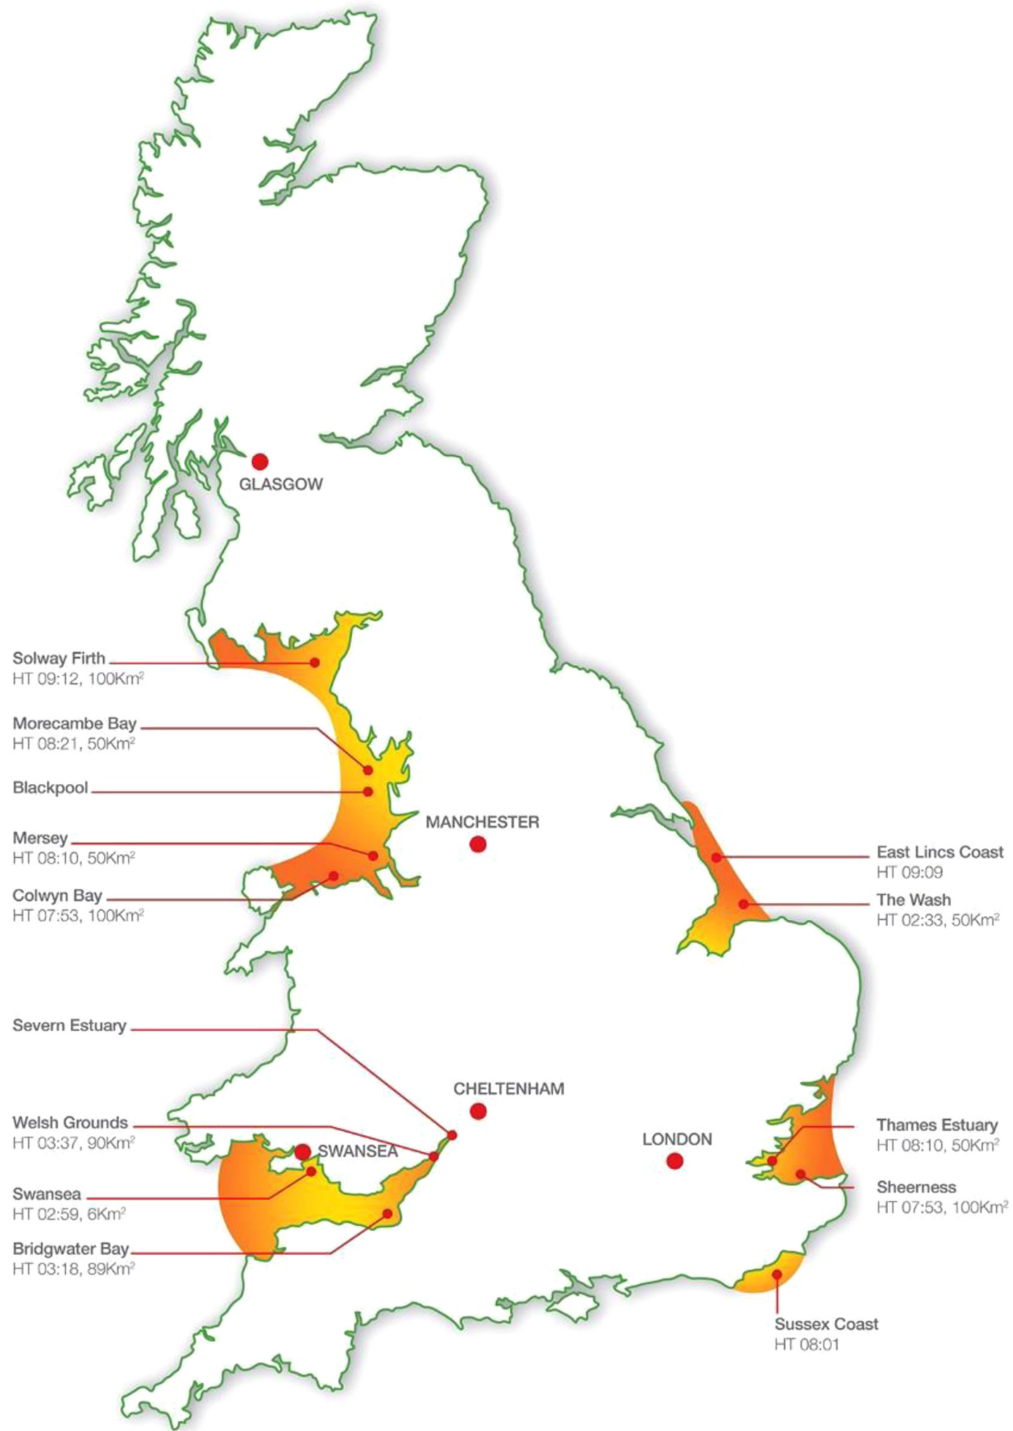 GLASGOW
Solway Firth
HT 09:12, 100Km²
Morecambe Bay
HT 08:21, 50Km²
Blackpool
MANCHESTER
Mersey
HT 08:10, 50Km²
Colwyn Bay
HT 07:53, 100Km²
East Lincs Coast
HT 09:09
The Wash
HT 02:33, 50Km²
Severn Estuary
CHELTENHAM
Welsh Grounds
HT 03:37, 90Km²
SWANSEA
LONDON
Thames Estuary
HT 08:10, 50Km²
Swansea
HT 02:59, 6Km²
Sheerness
HT 07:53, 100Km²
Bridgwater Bay
HT 03:18, 89Km²
Sussex Coast
HT 08:01